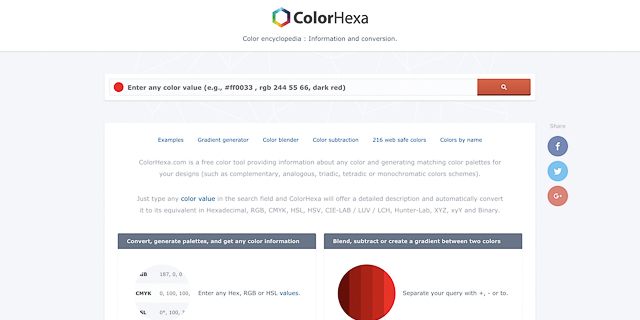 ColorHexa
Color encyclopedia : Information and conversion.
Enter any color value (e.g., #ff0033 , rgb 244 55 66, dark red)
Share
Examples Gradient generator Color blender Color subtraction 216 web safe colors Colors by name
ColorHexa.com is a free color tool providing information about any color and generating matching color palettes for
your designs (such as complementary, analogous, triadic, tetradic or monochromatic colors schemes).
Just type any color value in the search field and ColorHexa will offer a detailed description and automatically convert
it to its equivalent in Hexadecimal, RGB, CMYK, HSL, HSV, CIE-LAB / LUV / LCH, Hunter-Lab, XYZ, xyY and Binary.
Convert, generate palettes, and get any color information
187, 0, 0
CMYK 0, 100, 100,
Enter any Hex, RGB or HSL values.
0°, 100,
Blend, subtract or create a gradient between two colors
Separate your query with +, - or to.